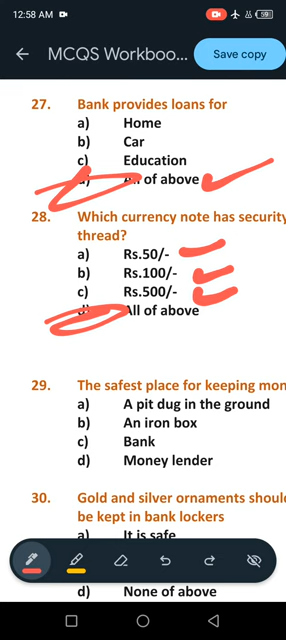 12:58 AM
59
MCQS Workboo... Save copy
27. Bank provides loans for
a) Home
b) Car
c) Education
d) All of above
28. Which currency note has security
thread?
a) Rs.50/-
b) Rs.100/-
c) Rs.500/-
d) All of above
29. The safest place for keeping mon
a) A pit dug in the ground
b) An iron box
c) Bank
d) Money lender
30. Gold and silver ornaments shoul
be kept in bank lockers
a) It is safe
d) None of above